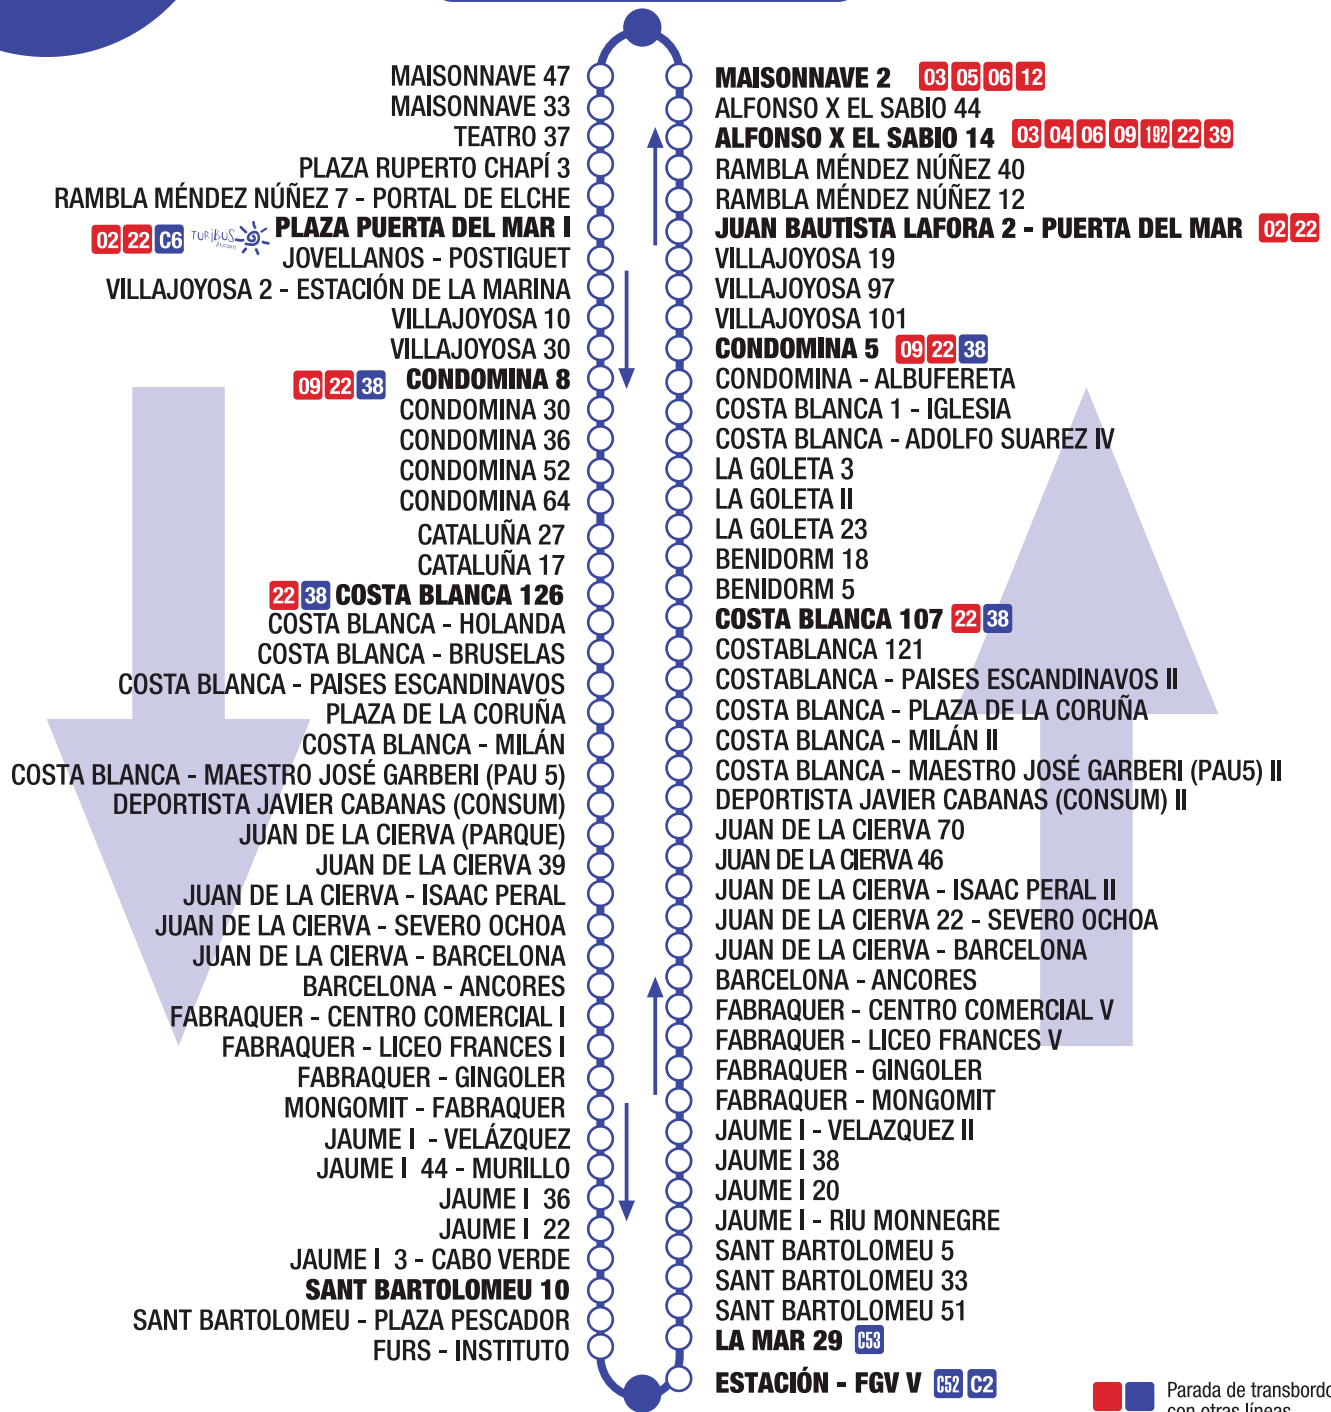 MAISONNAVE 47
MAISONNAVE 33
TEATRO 37
PLAZA RUPERTO CHAPÍ 3
RAMBLA MÉNDEZ NÚÑEZ 7 - PORTAL DE ELCHE
02 22 C6 TURIBUS PLAZA PUERTA DEL MAR I
JOVELLANOS - POSTIGUET
VILLAJOYOSA 2 - ESTACIÓN DE LA MARINA
VILLAJOYOSA 10
VILLAJOYOSA 30
09 22 38 CONDOMINA 8
CONDOMINA 30
CONDOMINA 36
CONDOMINA 52
CONDOMINA 64
CATALUÑA 27
CATALUÑA 17
22 38 COSTA BLANCA 126
COSTA BLANCA - HOLANDA
COSTA BLANCA - BRUSELAS
COSTA BLANCA - PAISES ESCANDINAVOS
PLAZA DE LA CORUÑA
COSTA BLANCA - MILÁN
COSTA BLANCA - MAESTRO JOSÉ GARBERI (PAU 5)
DEPORTISTA JAVIER CABANAS (CONSUM)
JUAN DE LA CIERVA (PARQUE)
JUAN DE LA CIERVA 39
JUAN DE LA CIERVA - ISAAC PERAL
JUAN DE LA CIERVA - SEVERO OCHOA
JUAN DE LA CIERVA - BARCELONA
BARCELONA - ANCORES
FABRAQUER - CENTRO COMERCIAL I
FABRAQUER - LICEO FRANCES I
FABRAQUER - GINGOLER
MONGOMIT - FABRAQUER
JAUME I - VELÁZQUEZ
JAUME I 44 - MURILLO
JAUME I 36
JAUME I 22
JAUME I 3 - CABO VERDE
SANT BARTOLOMEU 10
SANT BARTOLOMEU - PLAZA PESCADOR
FURS - INSTITUTO
MAISONNAVE 2 03 05 06 12
ALFONSO X EL SABIO 44
ALFONSO X EL SABIO 14 03 04 06 09 192 22 39
RAMBLA MÉNDEZ NÚÑEZ 40
RAMBLA MÉNDEZ NÚÑEZ 12
JUAN BAUTISTA LAFORA 2 - PUERTA DEL MAR 02 22
VILLAJOYOSA 19
VILLAJOYOSA 97
VILLAJOYOSA 101
CONDOMINA 5 09 22 38
CONDOMINA - ALBUFERETA
COSTA BLANCA 1 - IGLESIA
COSTA BLANCA - ADOLFO SUAREZ IV
LA GOLETA 3
LA GOLETA II
LA GOLETA 23
BENIDORM 18
BENIDORM 5
COSTA BLANCA 107 22 38
COSTABLANCA 121
COSTABLANCA - PAISES ESCANDINAVOS II
COSTA BLANCA - PLAZA DE LA CORUÑA
COSTA BLANCA - MILÁN II
COSTA BLANCA - MAESTRO JOSÉ GARBERI (PAU5) II
DEPORTISTA JAVIER CABANAS (CONSUM) II
JUAN DE LA CIERVA 70
JUAN DE LA CIERVA 46
JUAN DE LA CIERVA - ISAAC PERAL II
JUAN DE LA CIERVA 22 - SEVERO OCHOA
JUAN DE LA CIERVA - BARCELONA
BARCELONA - ANCORES
FABRAQUER - CENTRO COMERCIAL V
FABRAQUER - LICEO FRANCES V
FABRAQUER - GINGOLER
FABRAQUER - MONGOMIT
JAUME I - VELAZQUEZ II
JAUME I 38
JAUME I 20
JAUME I - RIU MONNEGRE
SANT BARTOLOMEU 5
SANT BARTOLOMEU 33
SANT BARTOLOMEU 51
LA MAR 29 C53
ESTACIÓN - FGV V C52 C2
Parada de transbordo
con otras líneas